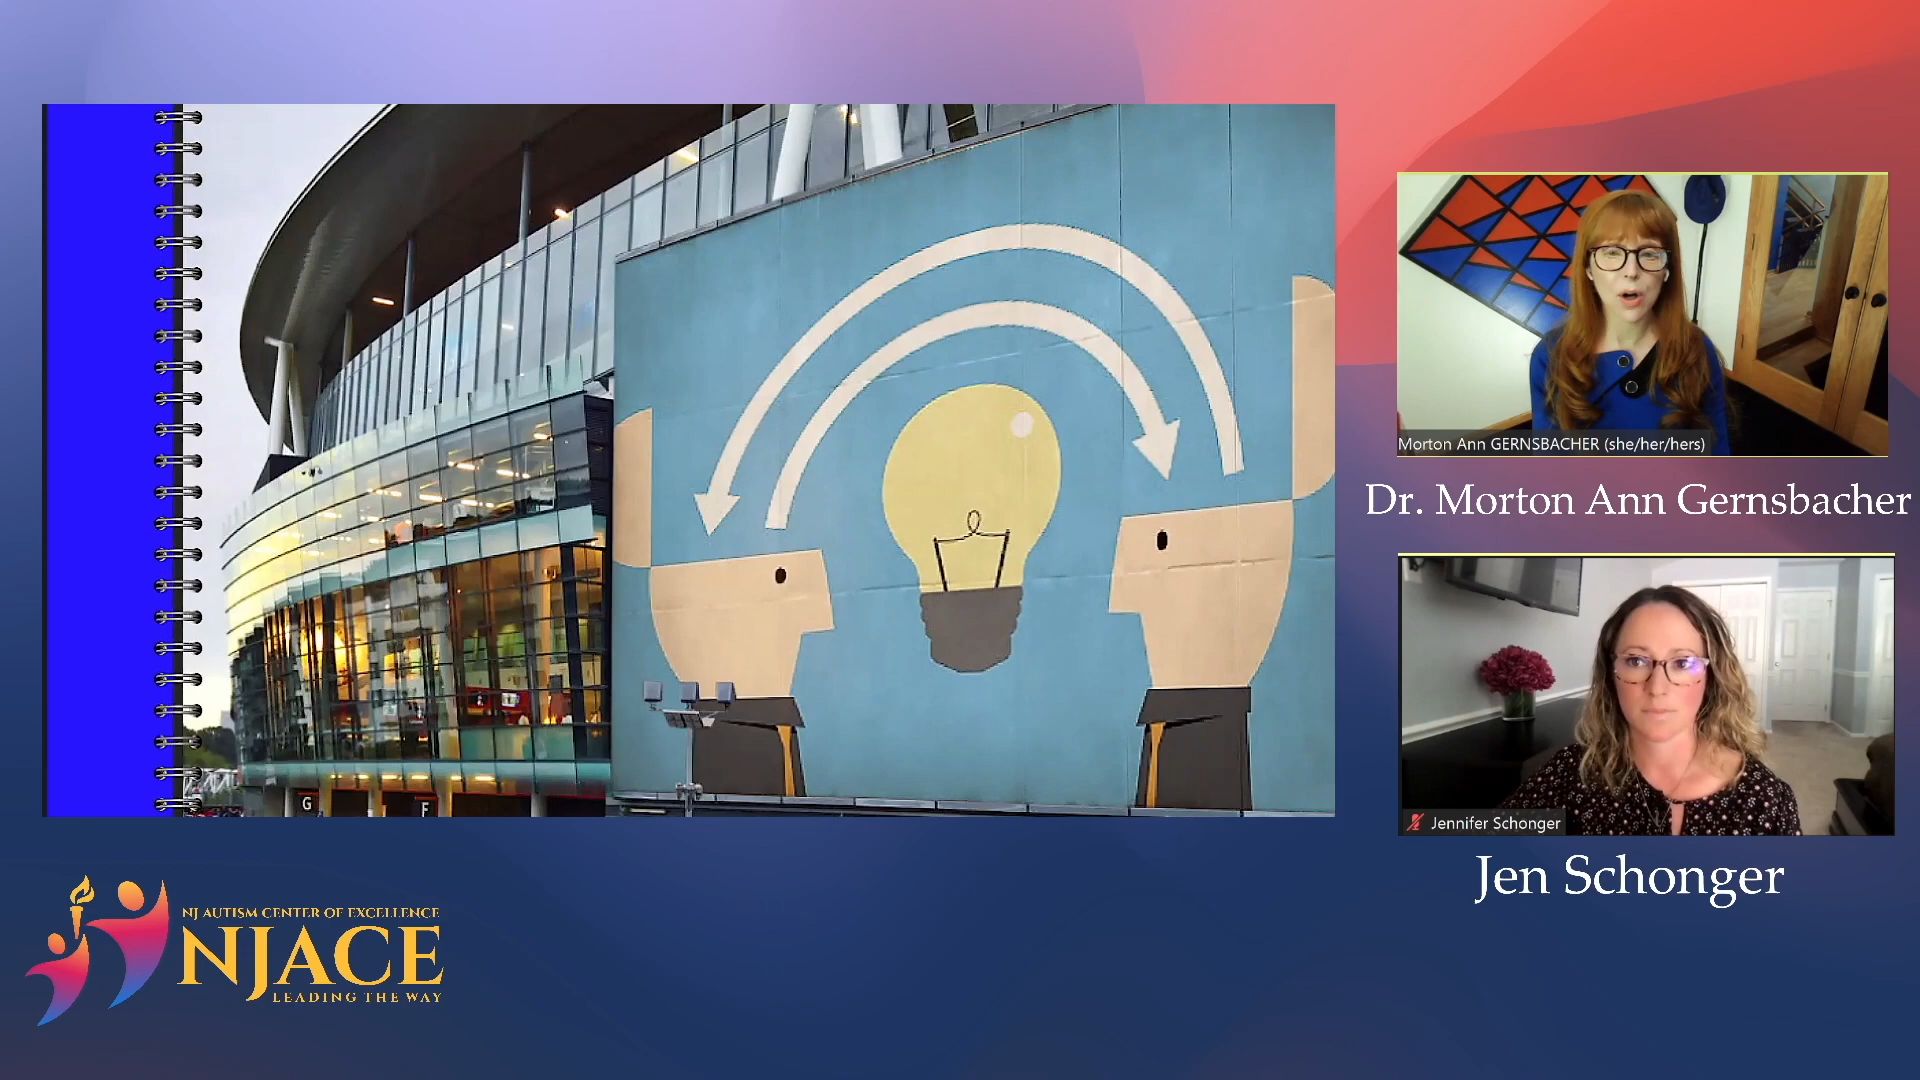 G
F
Morton Ann GERNSBACHER (she/her/hers)
Dr. Morton Ann Gernsbacher
Jennifer Schonger
Jen Schonger
NJ AUTISM CENTER OF EXCELLENCE
NJACE
LEADING THE WAY